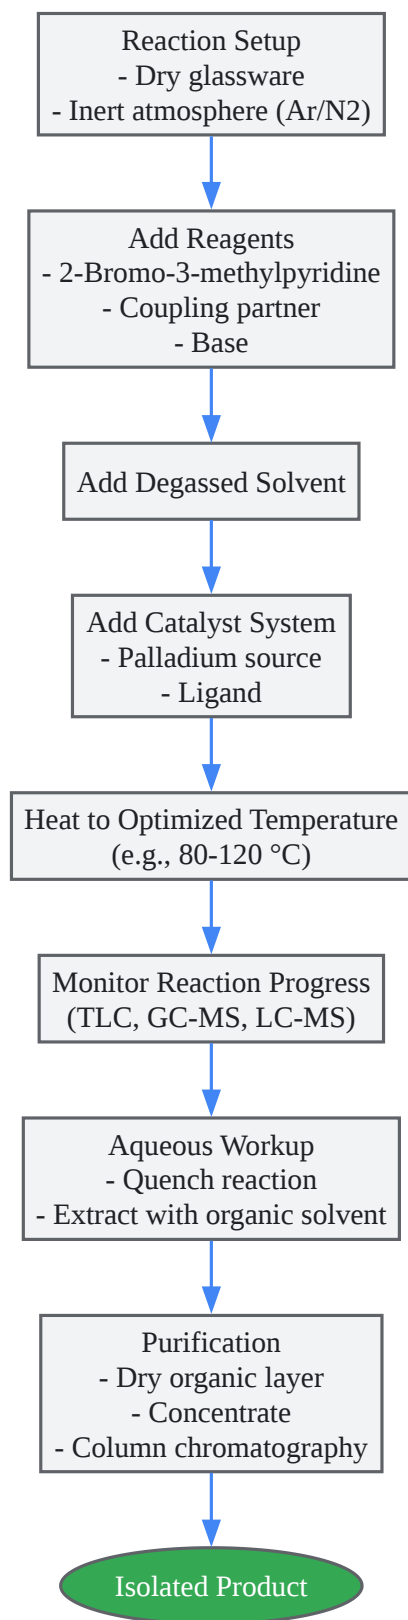 Reaction Setup
- Dry glassware
- Inert atmosphere (Ar/N2)
Add Reagents
- 2-Bromo-3-methylpyridine
- Coupling partner
- Base
Add Degassed Solvent
Add Catalyst System
- Palladium source
- Ligand
Heat to Optimized Temperature
(e.g., 80-120 °C)
Monitor Reaction Progress
(TLC, GC-MS, LC-MS)
Aqueous Workup
- Quench reaction
- Extract with organic solvent
Purification
- Dry organic layer
- Concentrate
- Column chromatography
Isolated Product